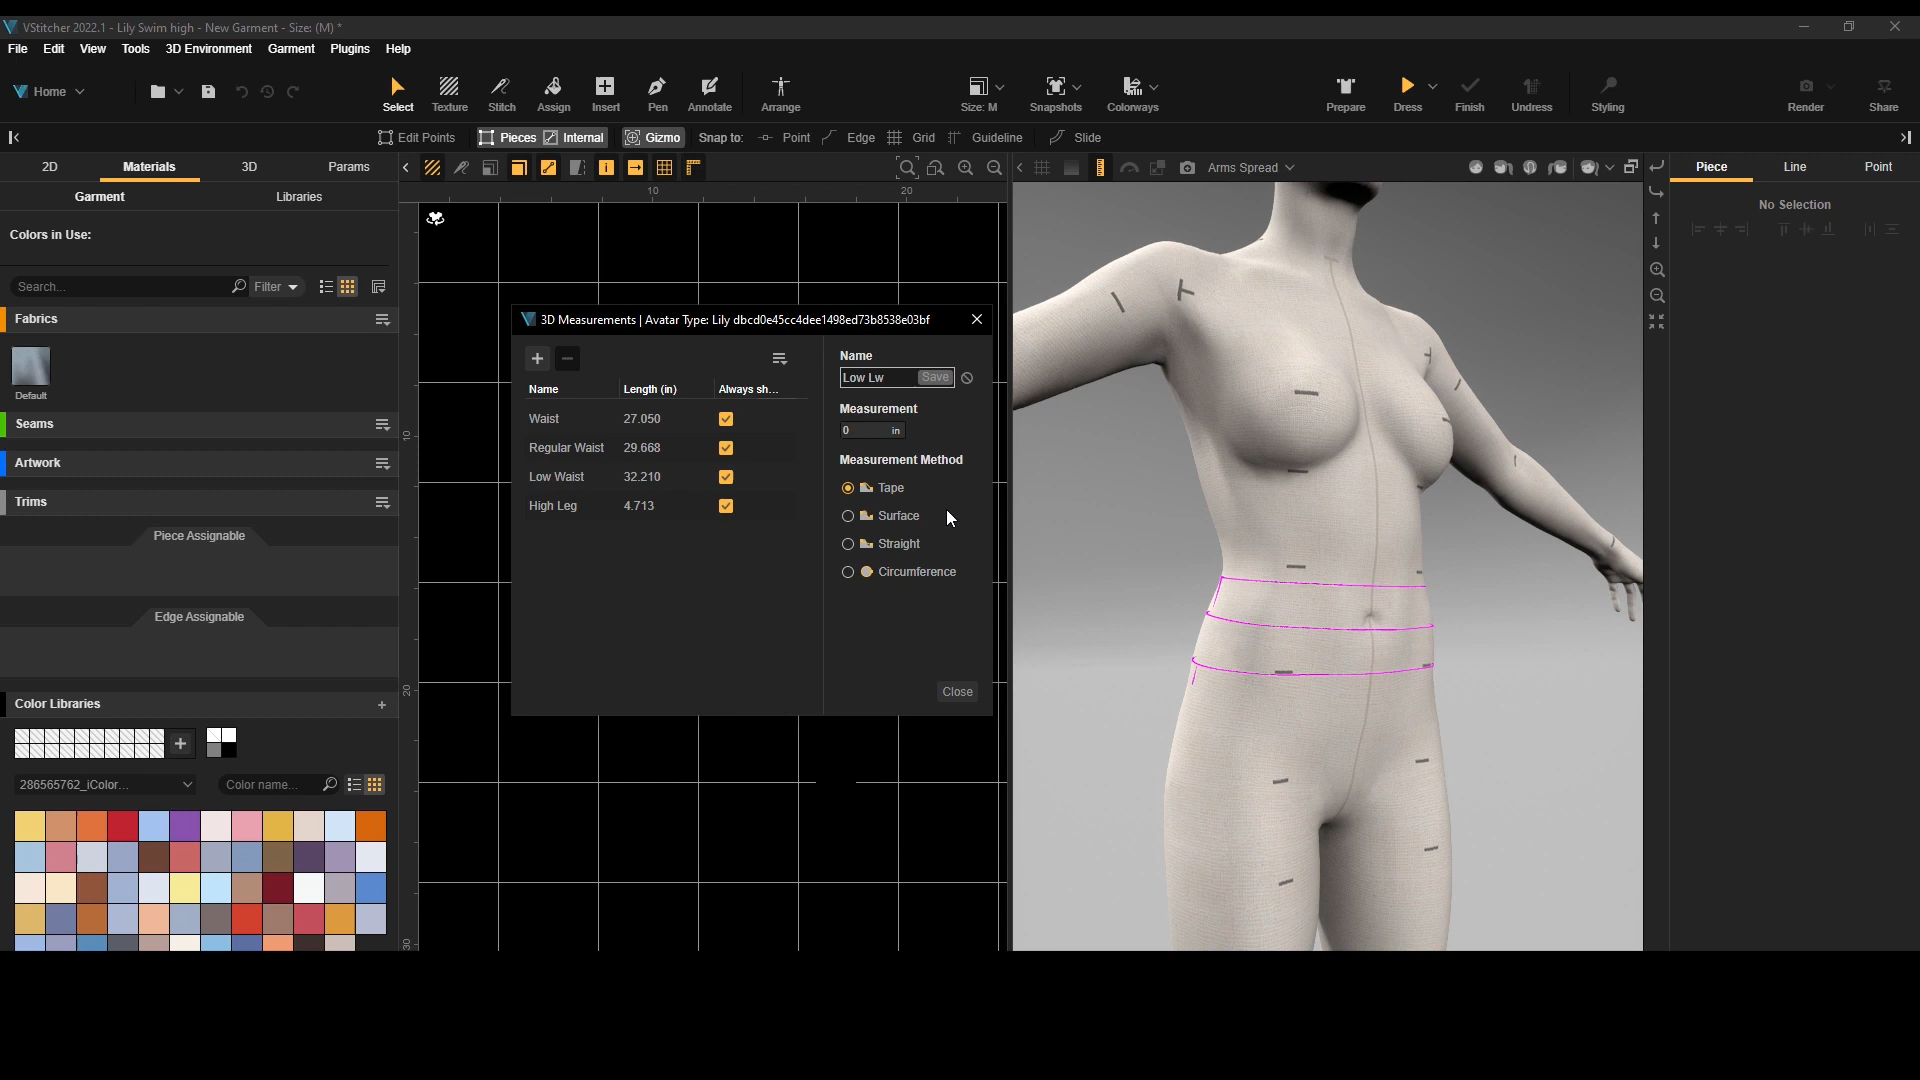 VStitcher 2022.1 - Lily Swim high - New Garment - Size: (M) *
File Edit View Tools 3D Environment Garment Plugins Help
Home
Select Texture Stitch Assign Insert Pen Annotate Arrange Size: M Snapshots Colorways Prepare Dress Finish Undress Styling Render Share
Edit Points Pieces Internal Gizmo Snap to: Point Edge Grid Guideline Slide
2D Materials 3D Params
Arms Spread
Piece Line Point
Garment Libraries
10 20
No Selection
Colors in Use:
Search... Filter
Fabrics
Default
Seams
Artwork
Trims
Piece Assignable
Edge Assignable
Color Libraries
286565762_iColor...
Color name...
10
20
30
3D Measurements | Avatar Type: Lily dbcd0e45cc4dee1498ed73b8538e03bf
Name Length (in) Always sh...
Waist 27.050
Regular Waist 29.668
Low Waist 32.210
High Leg 4.713
Name
Low Lw Save
Measurement
0 in
Measurement Method
Tape
Surface
Straight
Circumference
Close